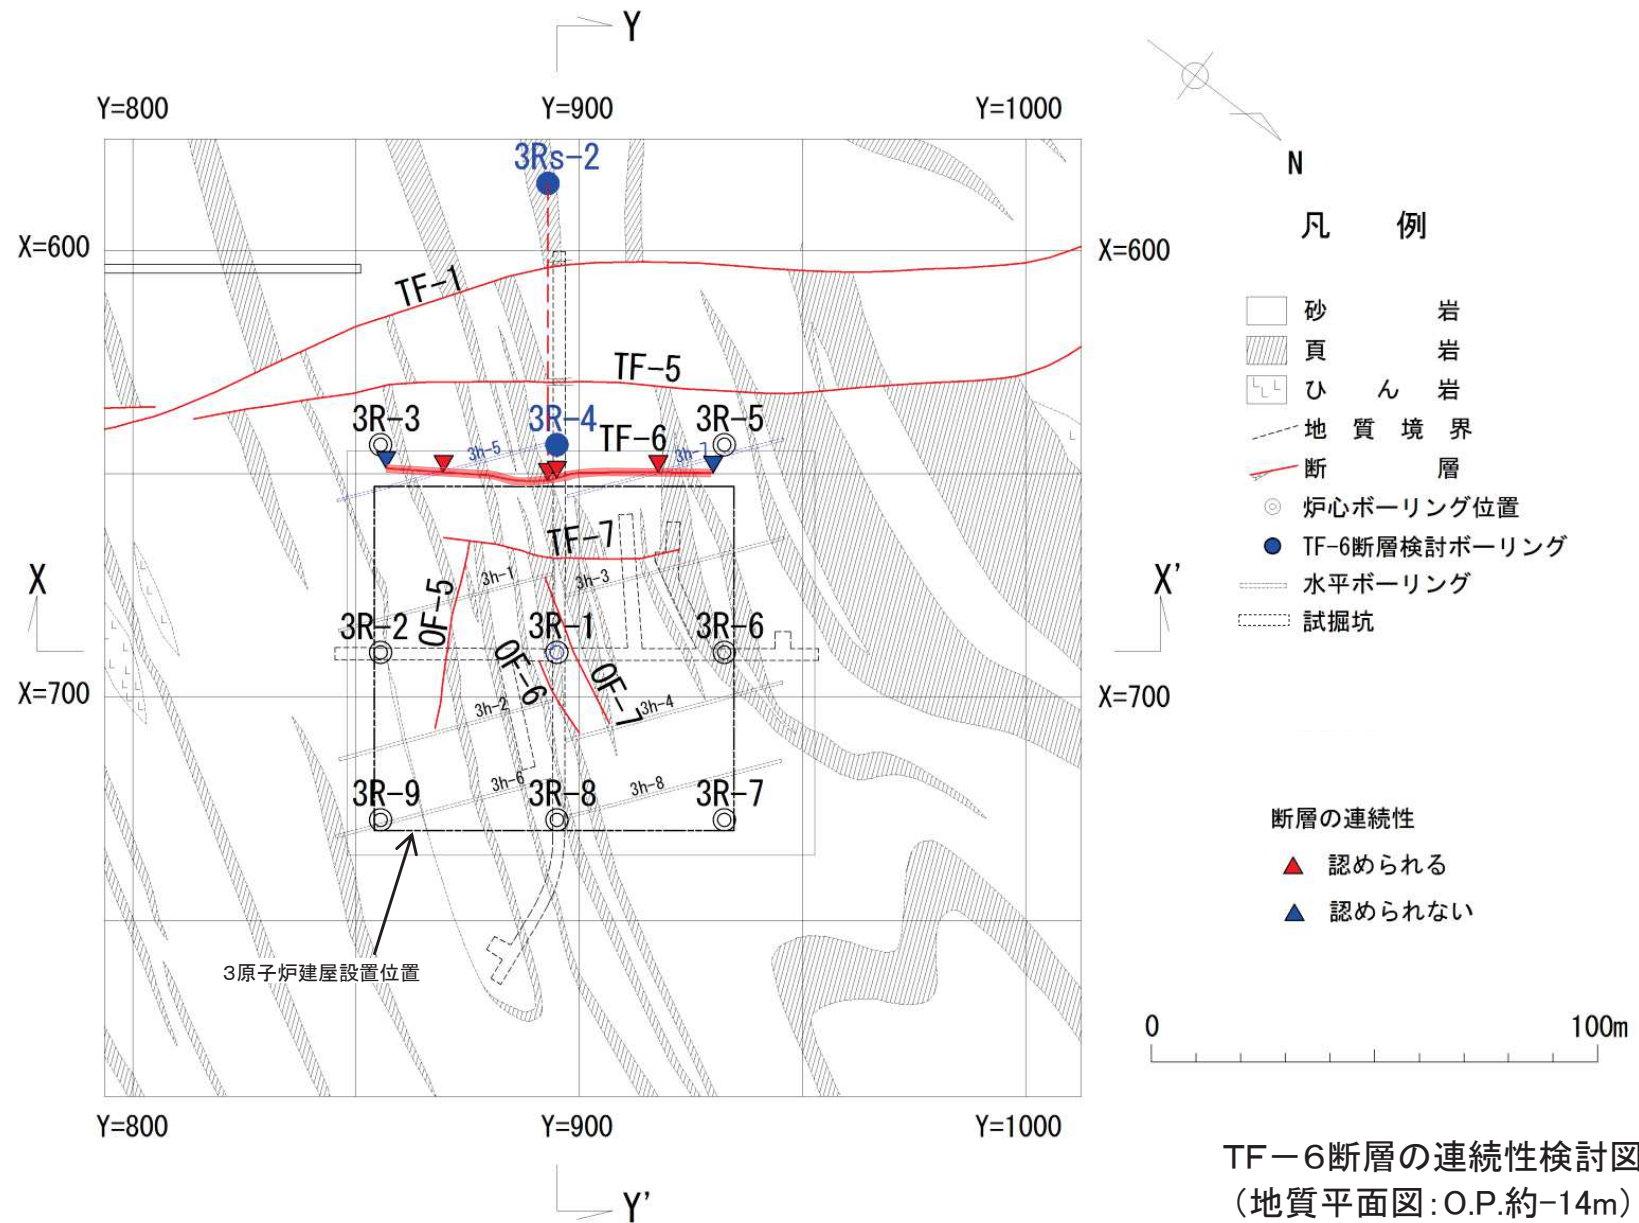 Y
Y=800
Y=900
Y=1000
3Rs-2
N
凡 例
X=600
X=600
TF-1
砂 岩
頁 岩
ひ ん 岩
地 質 境 界
断 層
炉心ボーリング位置
TF-6断層検討ボーリング
水平ボーリング
試掘坑
TF-5
3R-3
3R-4
3R-5
TF-6
3h-5
3h-7
TF-7
3h-1
3h-3
X
X'
OF-5
3R-2
3R-1
3R-6
OF-6
OF-7
X=700
X=700
3h-2
3h-4
3h-6
3h-8
3R-9
3R-8
3R-7
断層の連続性
認められる
認められない
3原子炉建屋設置位置
0
100m
Y=800
Y=900
Y=1000
TF−6断層の連続性検討図
（地質平面図：O.P.約−14m）
Y'